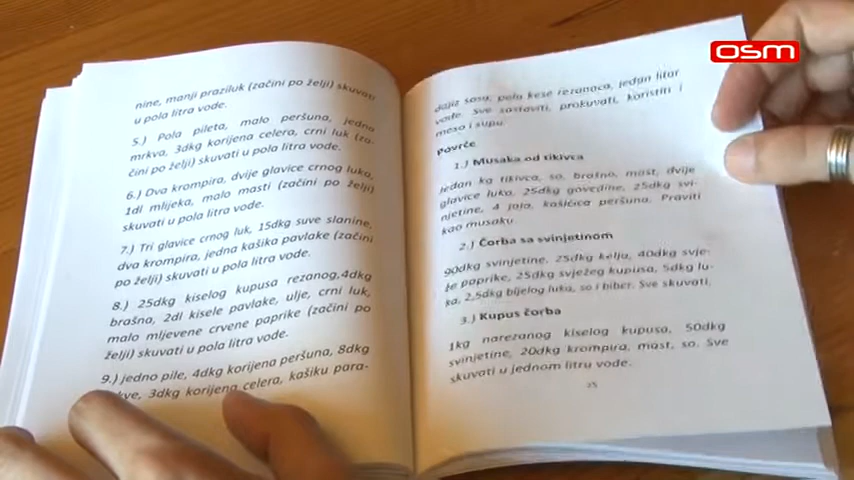 nine, manji praziluk (začini po želji) skuvati
u pola litra vode.
5.) Pola pileta, malo peršuna, jedna
mrkva, 3dkg korijena celera, crni luk (za-
čini po želji) skuvati u pola litra vode.
6.) Dva krompira, dvije glavice crnog luka,
1dl mlijeka, malo masti (začini po želji)
skuvati u pola litra vode.
7.) Tri glavice crnog luka, 15dkg suve slanine,
dva krompira, jedna kašika pavlake (začini
po želji) skuvati u pola litra vode.
8.) 25dkg kiselog kupusa rezanog,4dkg
brašna, 2dl kisele pavlake, ulje, crni luk,
malo mljevene crvene paprike (začini po
želji) skuvati u pola litra vode.
9.) Jedno pile, 4dkg korijena peršuna, 8dkg
mrkve, 3dkg korijena celera, kašiku para-
sosa, pola kese rezanaca, jedan litar
vode. Sve sastaviti, prokuvati, koristiti i
meso i supu.
Povrće
1.) Musaka od tikvica
Jedan kg tikvica, so, brašno, mast, dvije
glavice luka, 25dkg govedine, 25dkg svi-
njetine, 4 jaja, kašičica peršuna. Praviti
kao musaku.
2.) Čorba sa svinjetinom
90dkg svinjetine, 25dkg kelja, 40dkg svje-
že paprike, 25dkg svježeg kupusa, 5dkg lu-
ka, 2,5dkg bijelog luka, so i biber. Sve skuvati.
3.) Kupus čorba
1kg narezanog kiselog kupusa, 50dkg
svinjetine, 20dkg krompira, mast, so. Sve
skuvati u jednom litru vode.
OSM